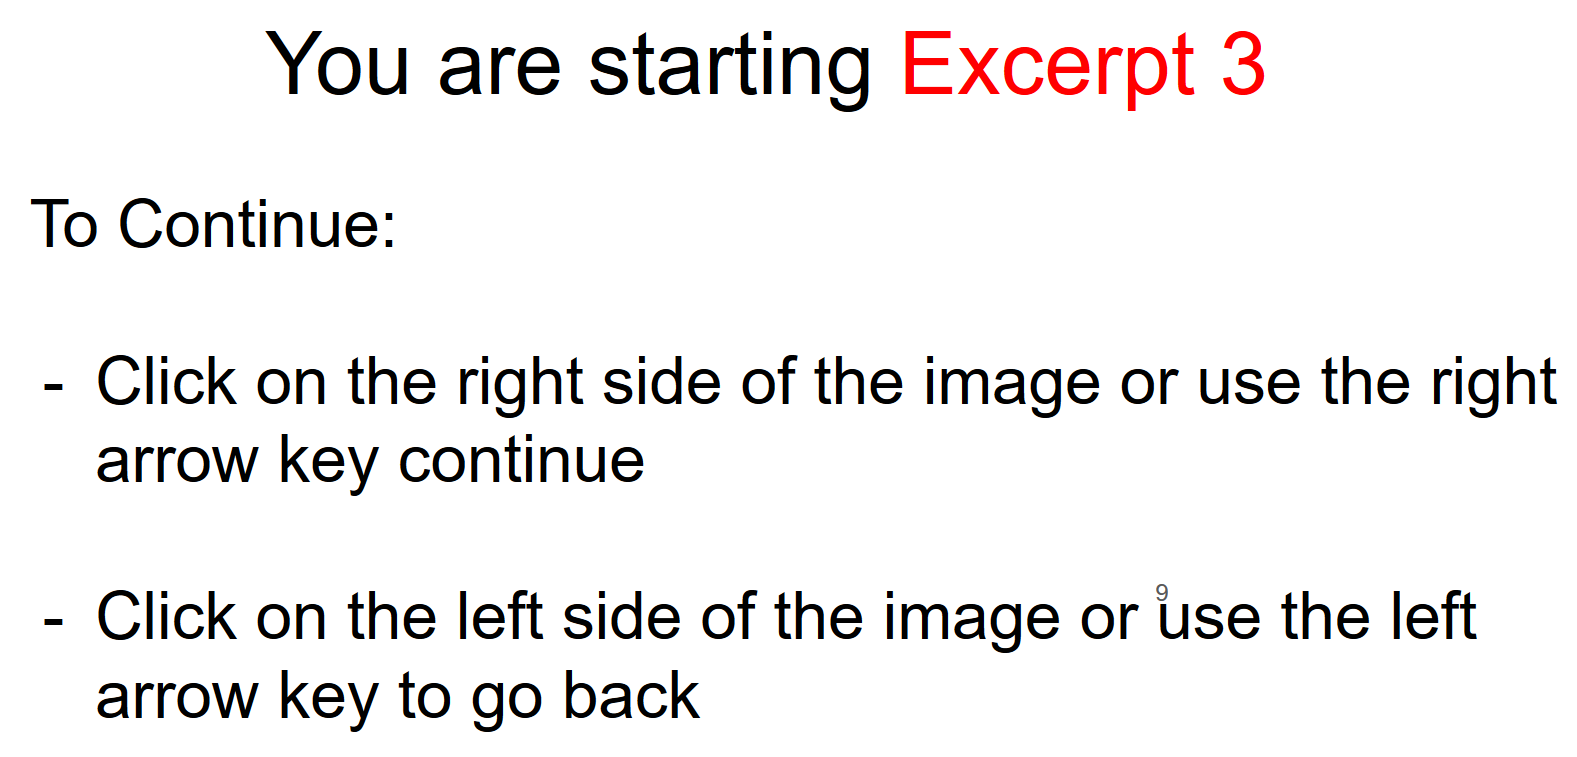 You are starting Excerpt 3
To Continue:
- Click on the right side of the image or use the right
arrow key continue
9
- Click on the left side of the image or use the left
arrow key to go back